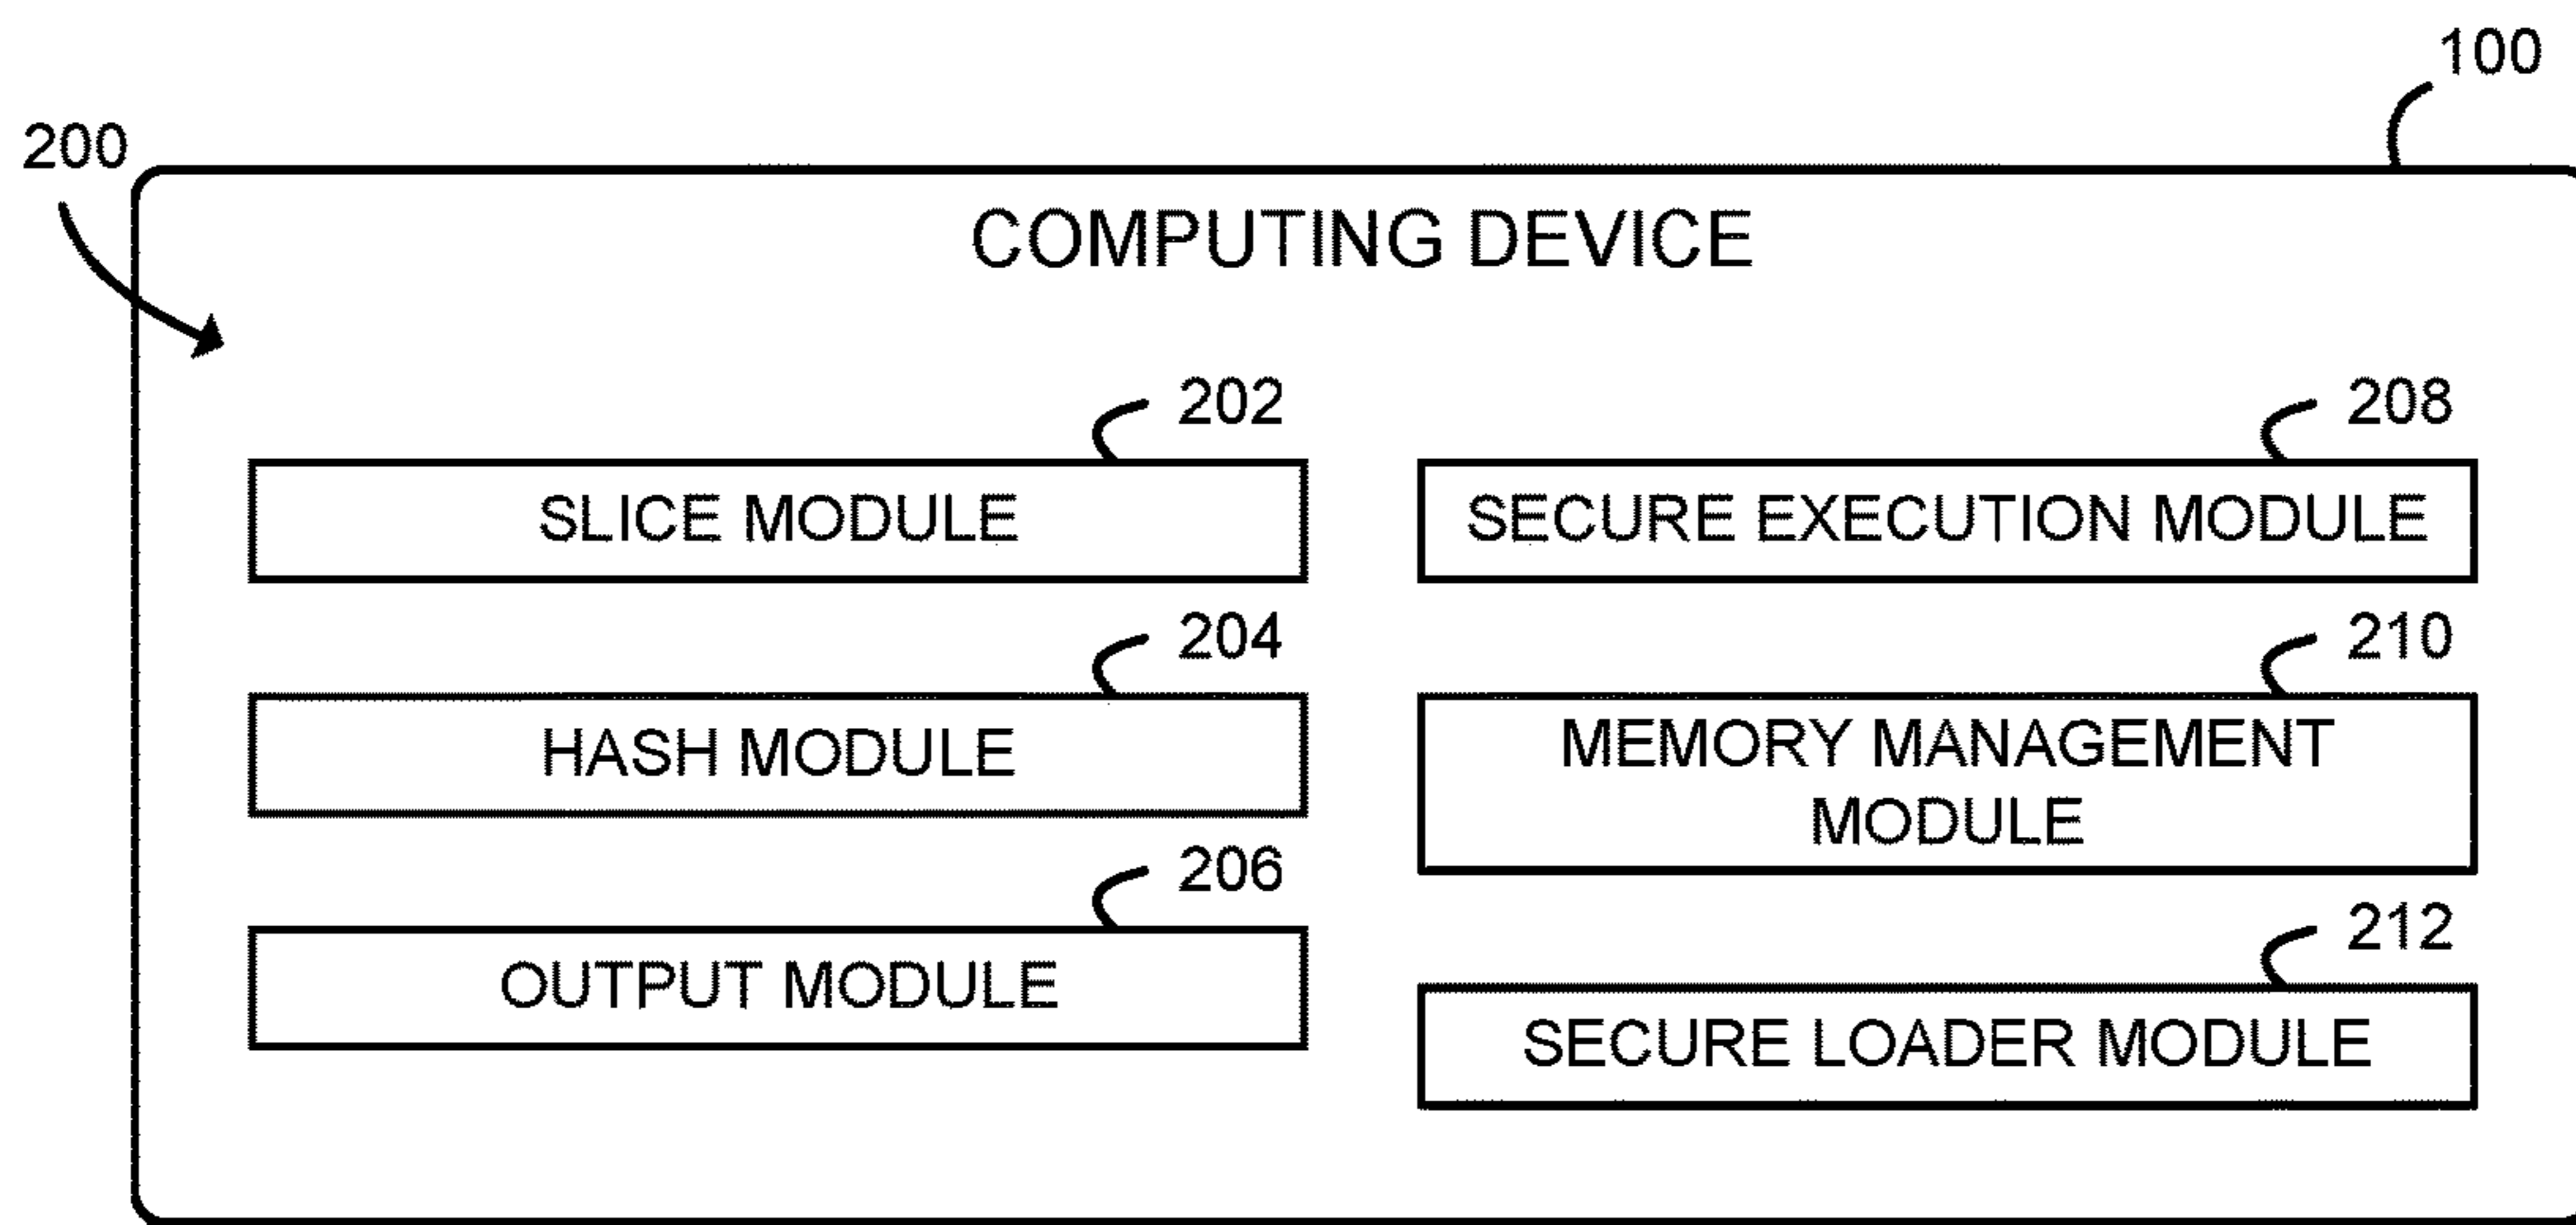 100
200
COMPUTING DEVICE
202
SLICE MODULE
204
HASH MODULE
206
OUTPUT MODULE
208
SECURE EXECUTION MODULE
210
MEMORY MANAGEMENT
MODULE
212
SECURE LOADER MODULE